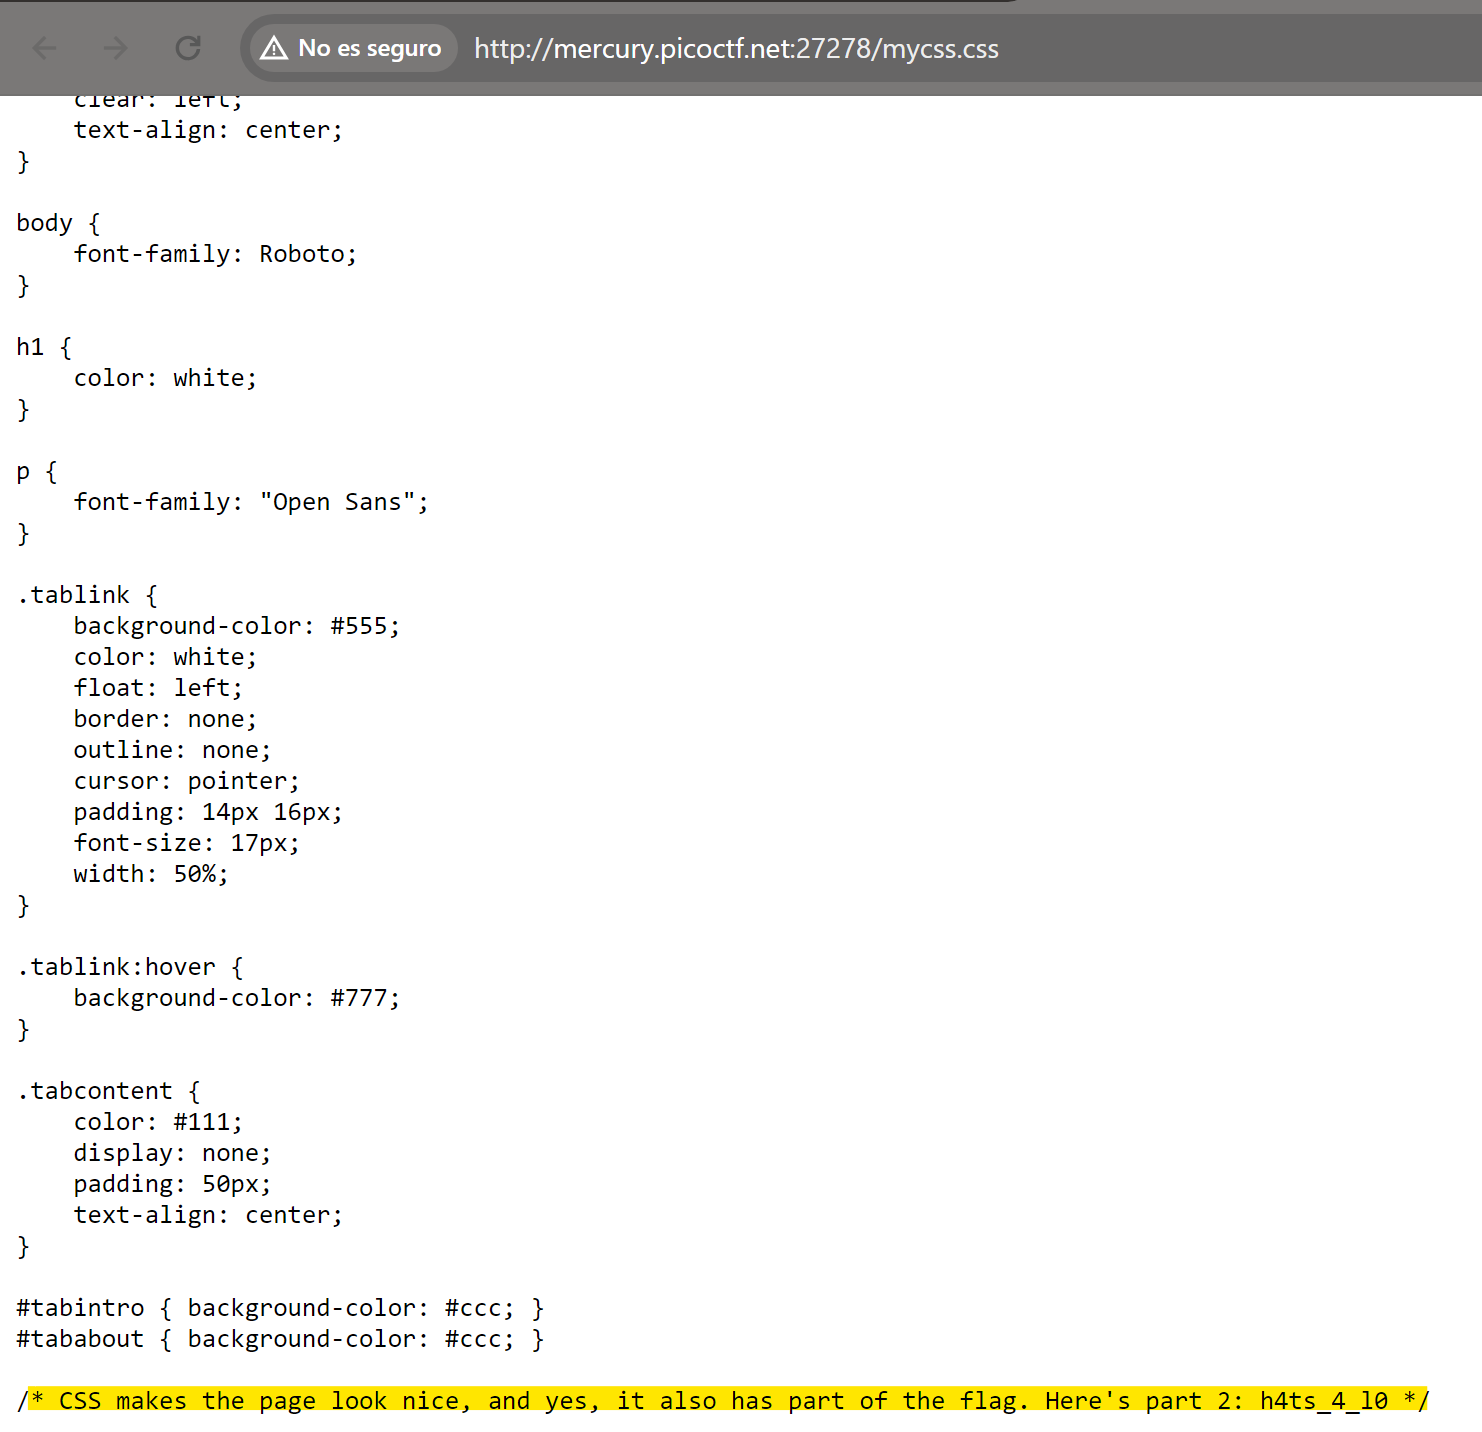 No es seguro http://mercury.picoctf.net:27278/mycss.css
    clear: left;
    text-align: center;
}

body {
    font-family: Roboto;
}

h1 {
    color: white;
}

p {
    font-family: "Open Sans";
}

.tablink {
    background-color: #555;
    color: white;
    float: left;
    border: none;
    outline: none;
    cursor: pointer;
    padding: 14px 16px;
    font-size: 17px;
    width: 50%;
}

.tablink:hover {
    background-color: #777;
}

.tabcontent {
    color: #111;
    display: none;
    padding: 50px;
    text-align: center;
}

#tabintro { background-color: #ccc; }
#tababout { background-color: #ccc; }

/* CSS makes the page look nice, and yes, it also has part of the flag. Here's part 2: h4ts_4_l0 */